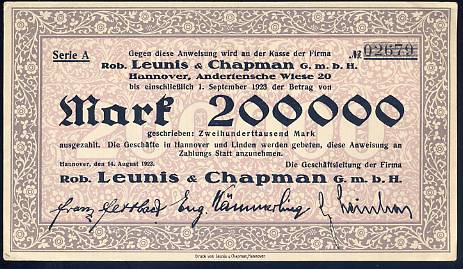 Serie A
Gegen diese Anweisung wird an der Kasse der Firma
№ 02679
Rob. Leunis & Chapman G. m. b. H.
Hannover, Andertensche Wiese 20
bis einschließlich 1. September 1923 der Betrag von
Mark 200000
geschrieben: Zweihunderttausend Mark
ausgezahlt. Die Geschäfte in Hannover und Linden werden gebeten, diese Anweisung an
Zahlungs Statt anzunehmen.
Hannover, den 14. August 1923.
Die Geschäftsleitung der Firma
Rob. Leunis & Chapman G. m. b. H.
Eug. Hämmerling
Druck von Leunis & Chapman, Hannover